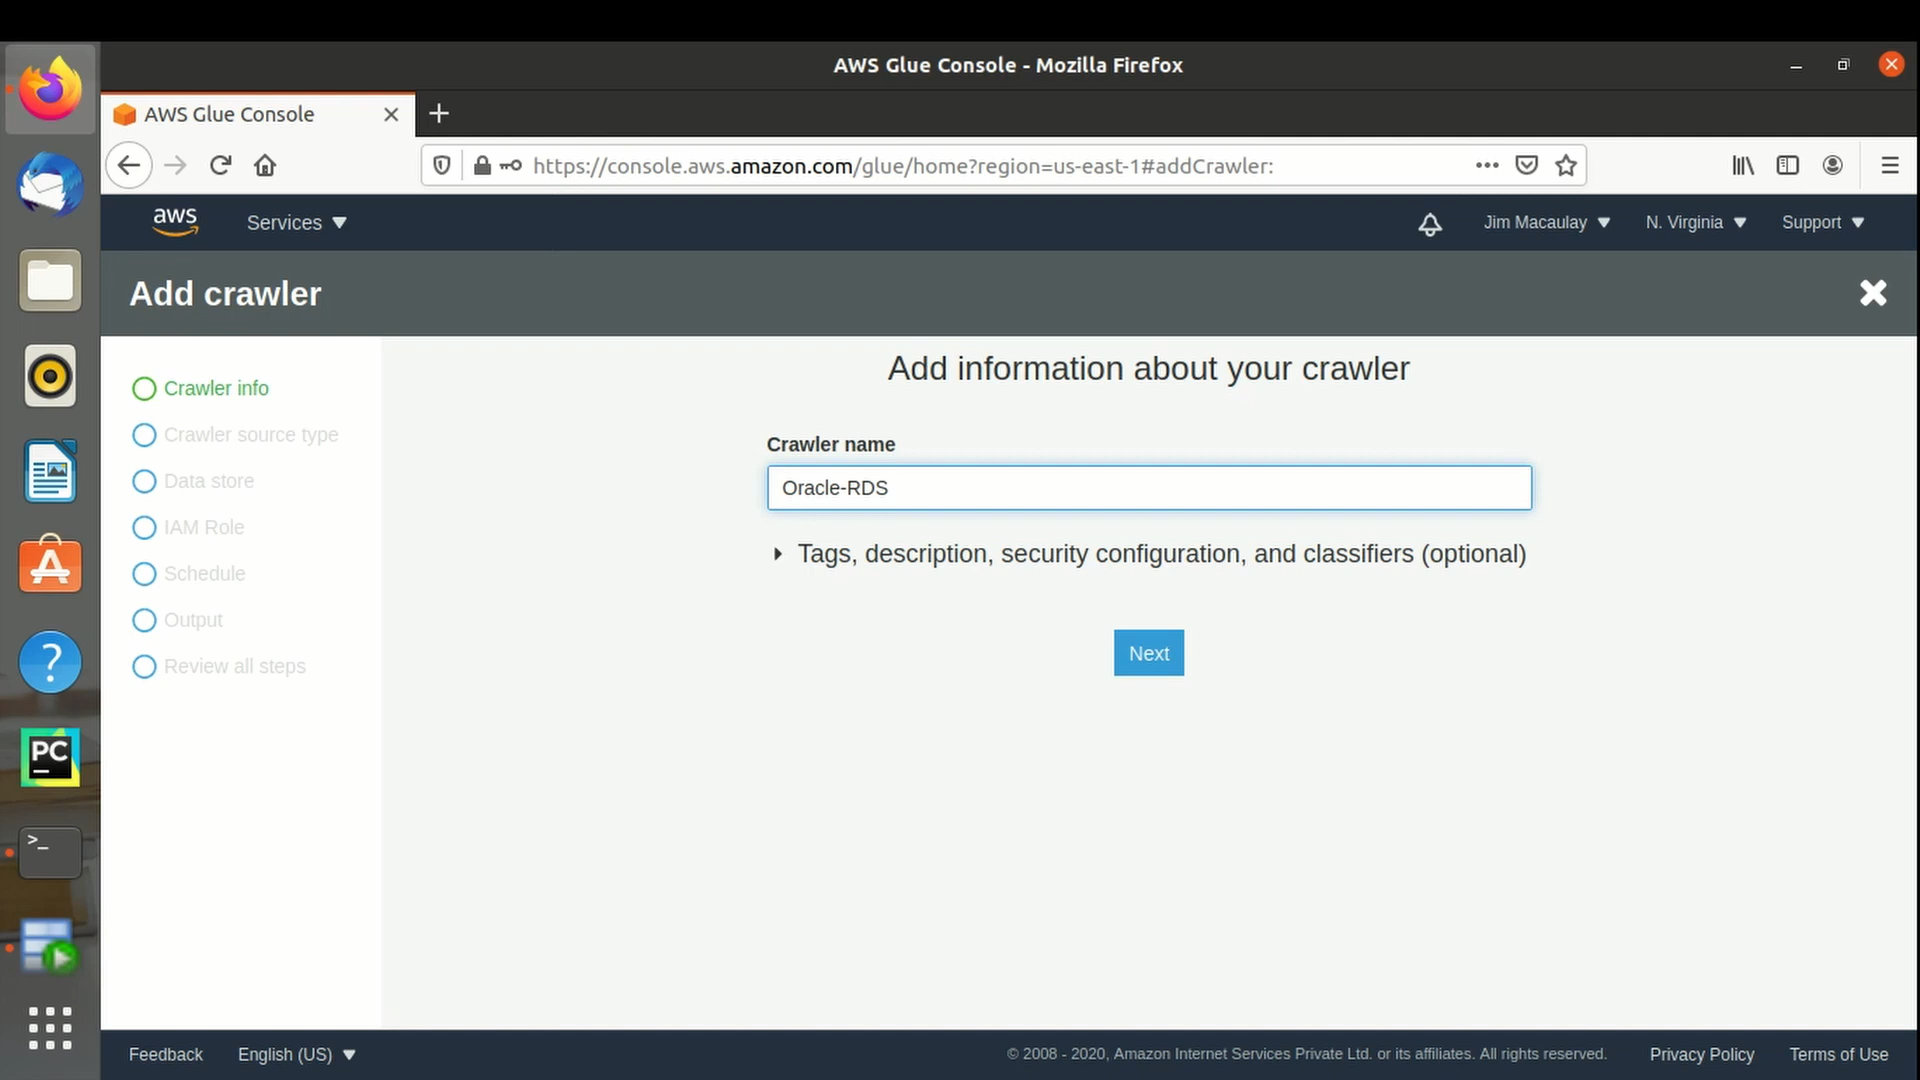 AWS Glue Console - Mozilla Firefox
AWS Glue Console
https://console.aws.amazon.com/glue/home?region=us-east-1#addCrawler:
aws
Services
Jim Macaulay
N. Virginia
Support
Add crawler
Crawler info
Crawler source type
Data store
IAM Role
Schedule
Output
Review all steps
Add information about your crawler
Crawler name
Oracle-RDS
Tags, description, security configuration, and classifiers (optional)
Next
PC
>_
Feedback
English (US)
© 2008 - 2020, Amazon Internet Services Private Ltd. or its affiliates. All rights reserved.
Privacy Policy
Terms of Use